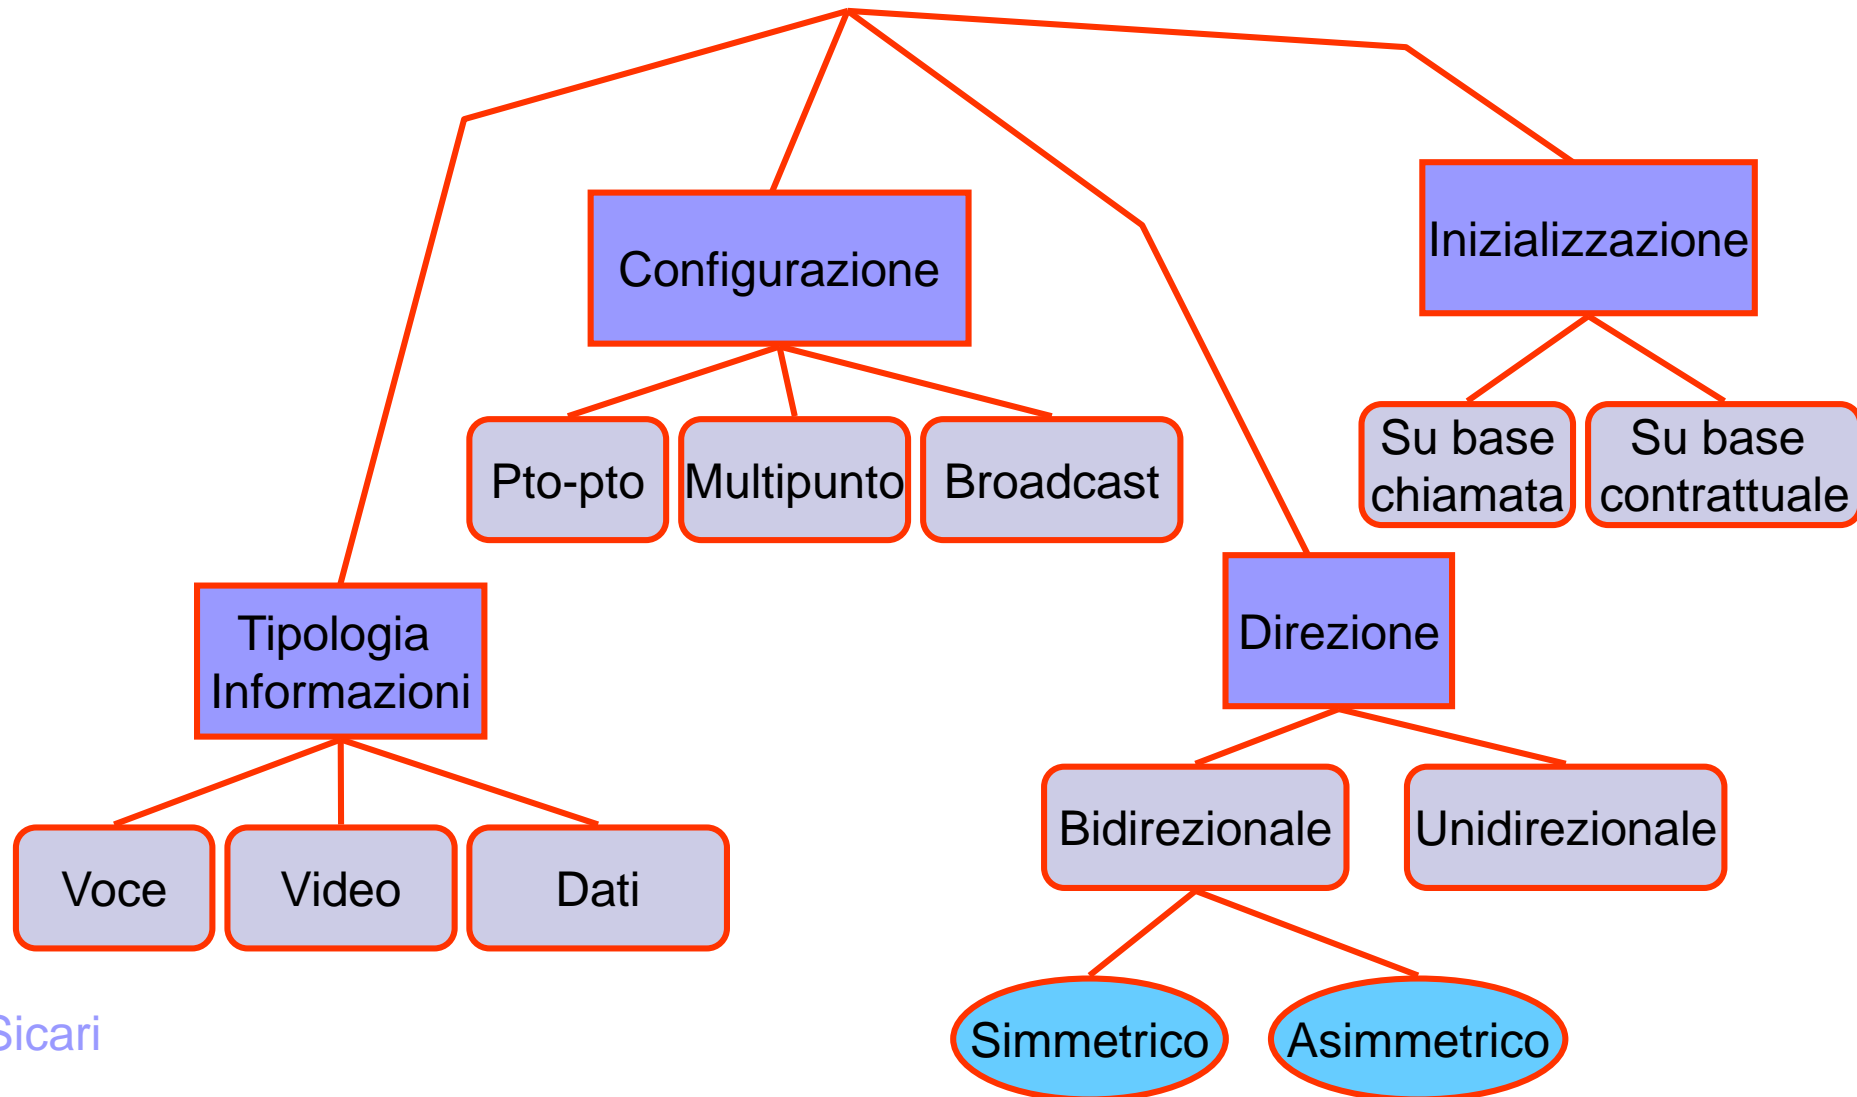 Configurazione
Inizializzazione
Pto-pto
Multipunto
Broadcast
Su base
chiamata
Su base
contrattuale
Tipologia
Informazioni
Direzione
Voce
Video
Dati
Bidirezionale
Unidirezionale
Simmetrico
Asimmetrico
Sicari